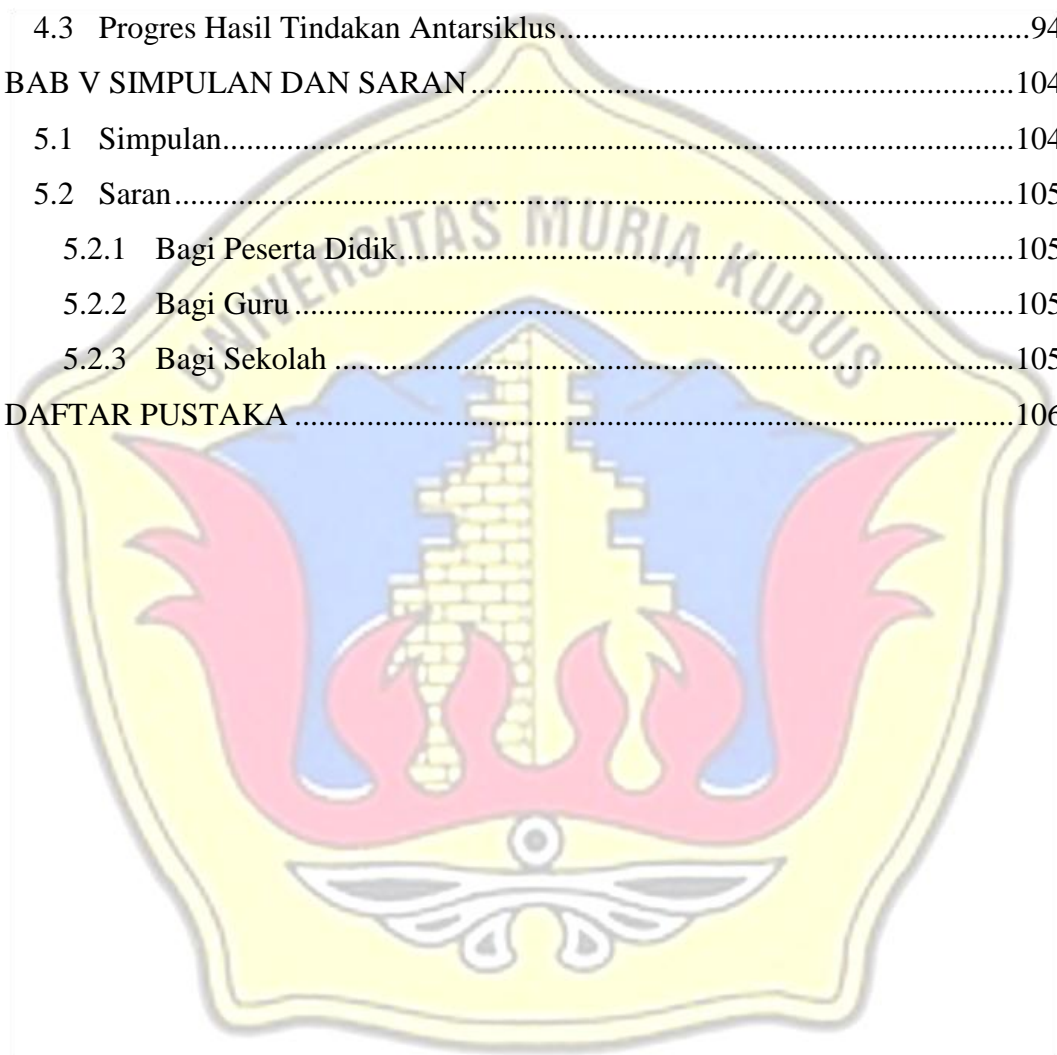 4.3 Progres Hasil Tindakan Antarsiklus....................................................94
BAB V SIMPULAN DAN SARAN....................................................104
5.1 Simpulan....................................................104
5.2 Saran....................................................105
5.2.1 Bagi Peserta Didik....................................................105
5.2.2 Bagi Guru....................................................105
5.2.3 Bagi Sekolah....................................................105
DAFTAR PUSTAKA....................................................106
UNIVERSITAS MURIA KUDUS